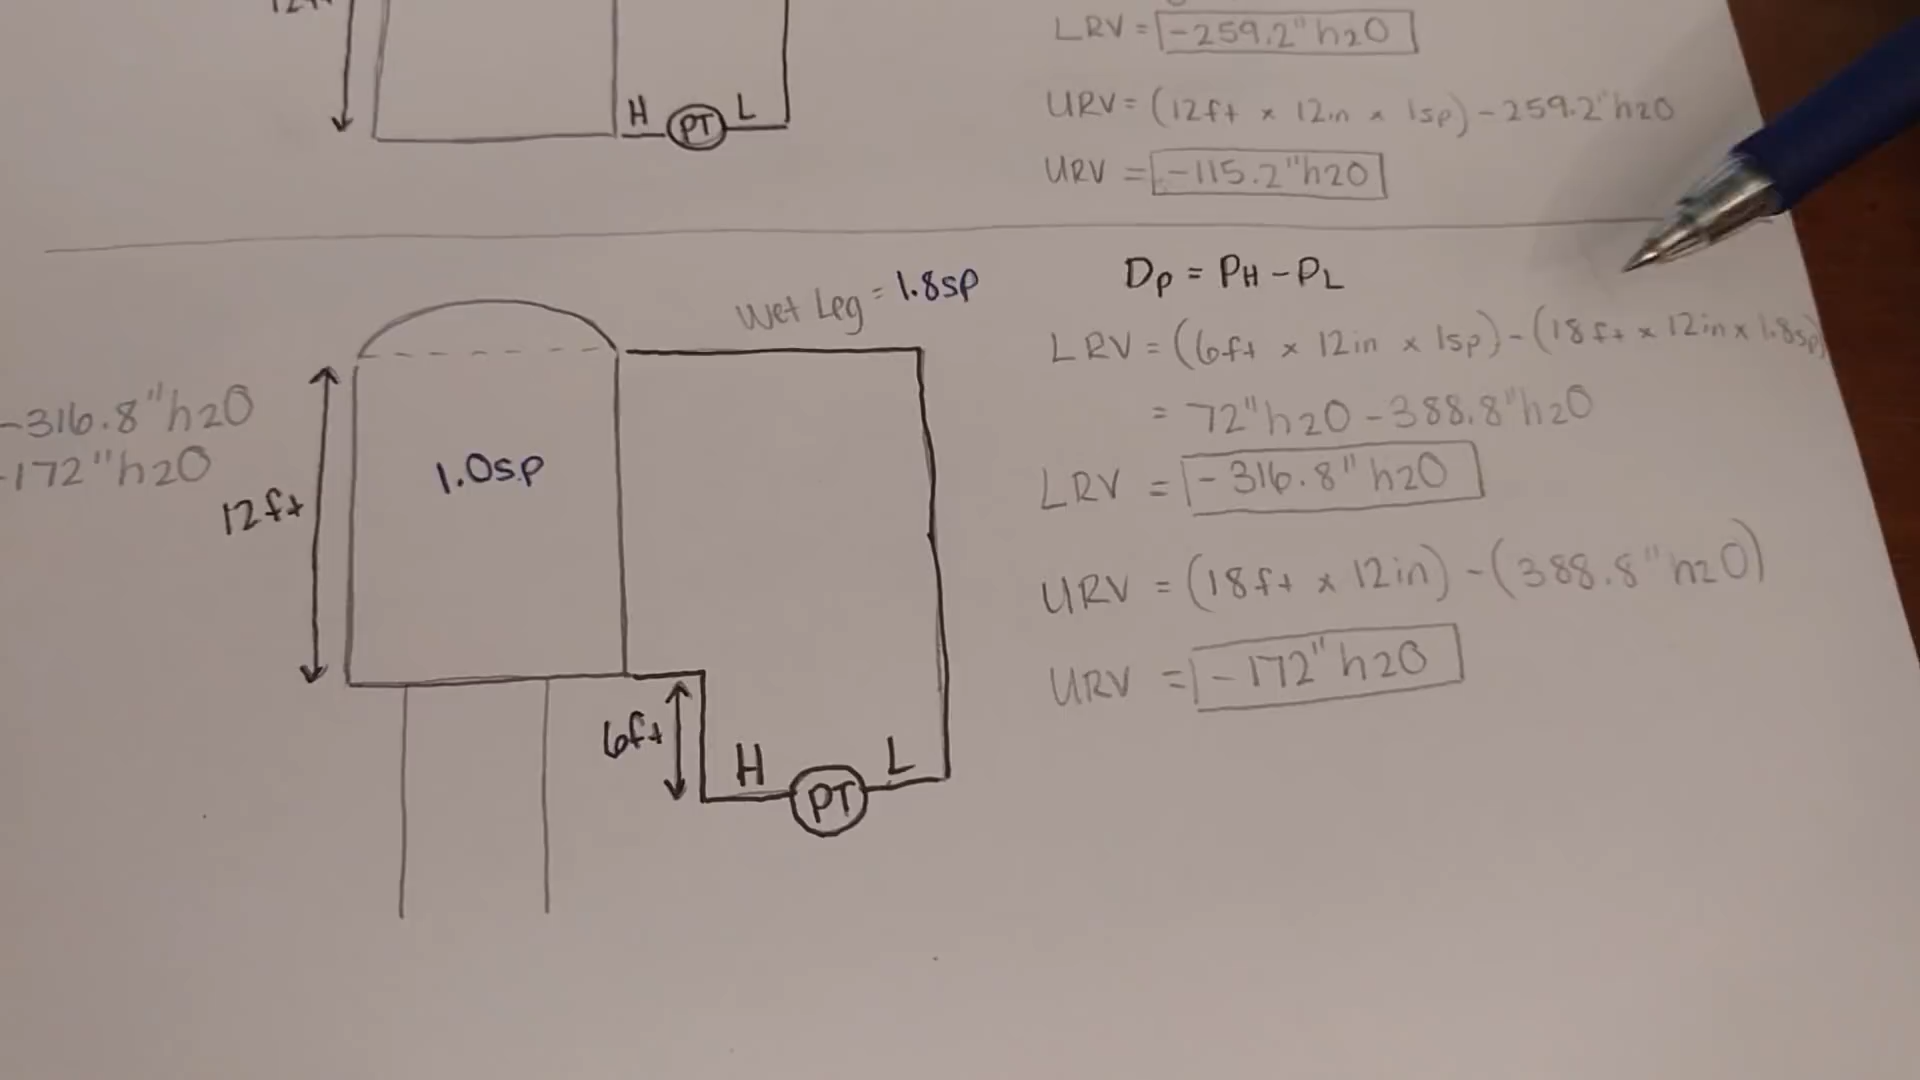 LRV = -259.2"h2O
H PT L
URV = (12ft x 12in x 1sp) - 259.2"h2O
URV = -115.2"h2O
Wet Leg = 1.8sp
DP = PH - PL
LRV = (6ft x 12in x 1sp) - (18ft x 12in x 1.8sp)
= 72"h2O - 388.8"h2O
-316.8"h2O
-172"h2O
12ft
1.0sp
LRV = -316.8"h2O
URV = (18ft x 12in) - (388.8"h2O)
URV = -172"h2O
6ft
H PT L